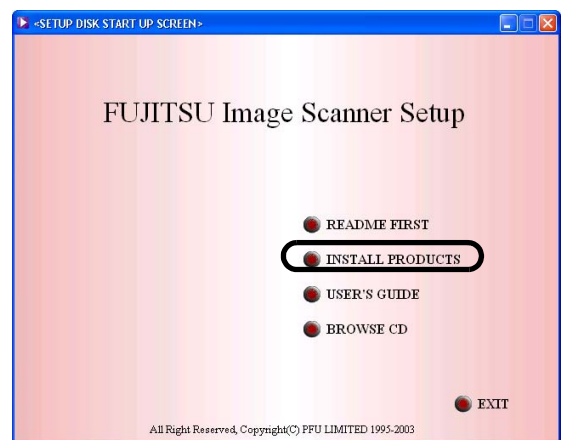 <SETUP DISK START UP SCREEN>
FUJITSU Image Scanner Setup
README FIRST
INSTALL PRODUCTS
USER'S GUIDE
BROWSE CD
EXIT
All Right Reserved, Copyright(C) PFU LIMITED 1995-2003